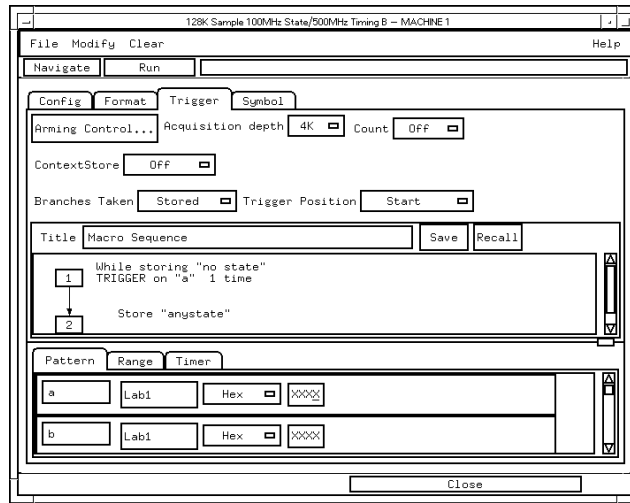 128K Sample 100MHz State/500MHz Timing B – MACHINE 1
File Modify Clear Help
Navigate Run
Config Format Trigger Symbol
Arming Control... Acquisition depth 4K Count Off
ContextStore Off
Branches Taken Stored Trigger Position Start
Title Macro Sequence Save Recall
While storing "no state"
1 TRIGGER on "a" 1 time
Store "anystate"
2
Pattern Range Timer
a Lab1 Hex XXXX
b Lab1 Hex XXXX
Close